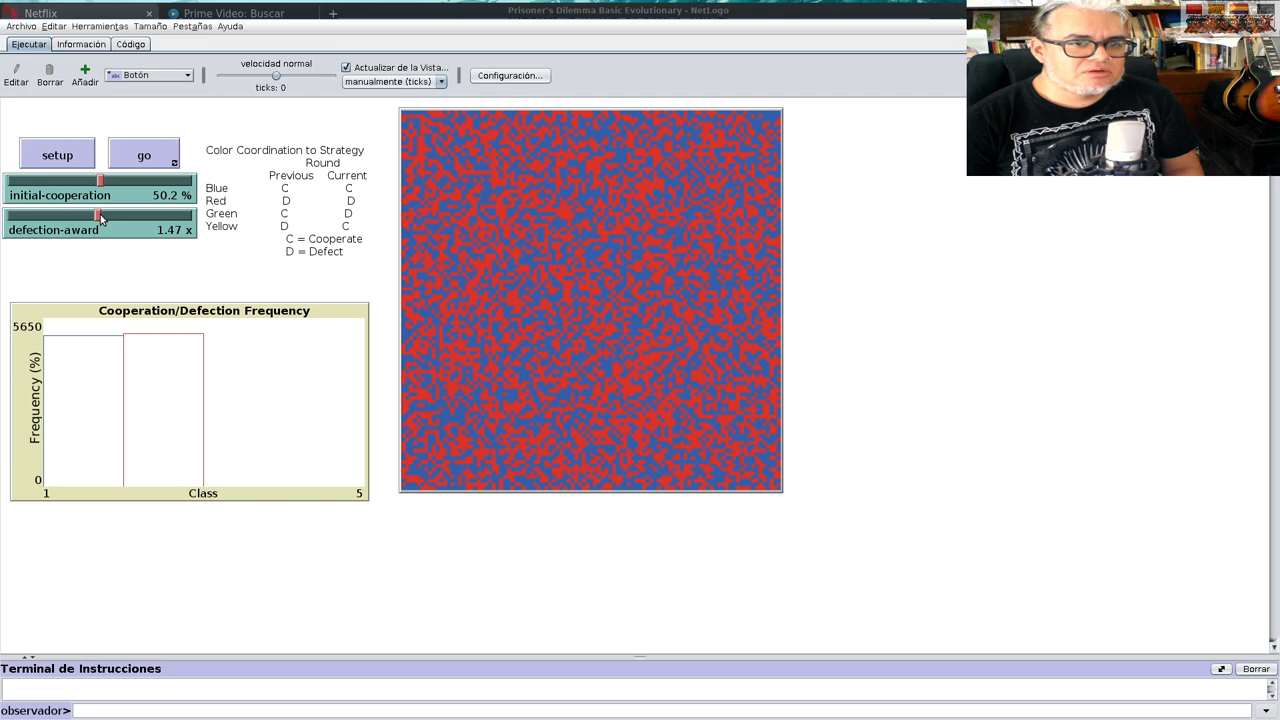 Netflix × Prime Video: Buscar + Prisoner's Dilemma Basic Evolutionary - NetLogo
Archivo Editar Herramientas Tamaño Pestañas Ayuda
Ejecutar Información Código
Editar Borrar Añadir Botón velocidad normal ticks: 0 Actualizar de la Vista... manualmente (ticks) Configuración...
setup go
initial-cooperation 50.2 %
defection-award 1.47 x
Color Coordination to Strategy
Round
Previous Current
Blue C C
Red D D
Green C D
Yellow D C
C = Cooperate
D = Defect
Cooperation/Defection Frequency
5650
Frequency (%)
0
1 Class 5
Terminal de Instrucciones Borrar
observador>